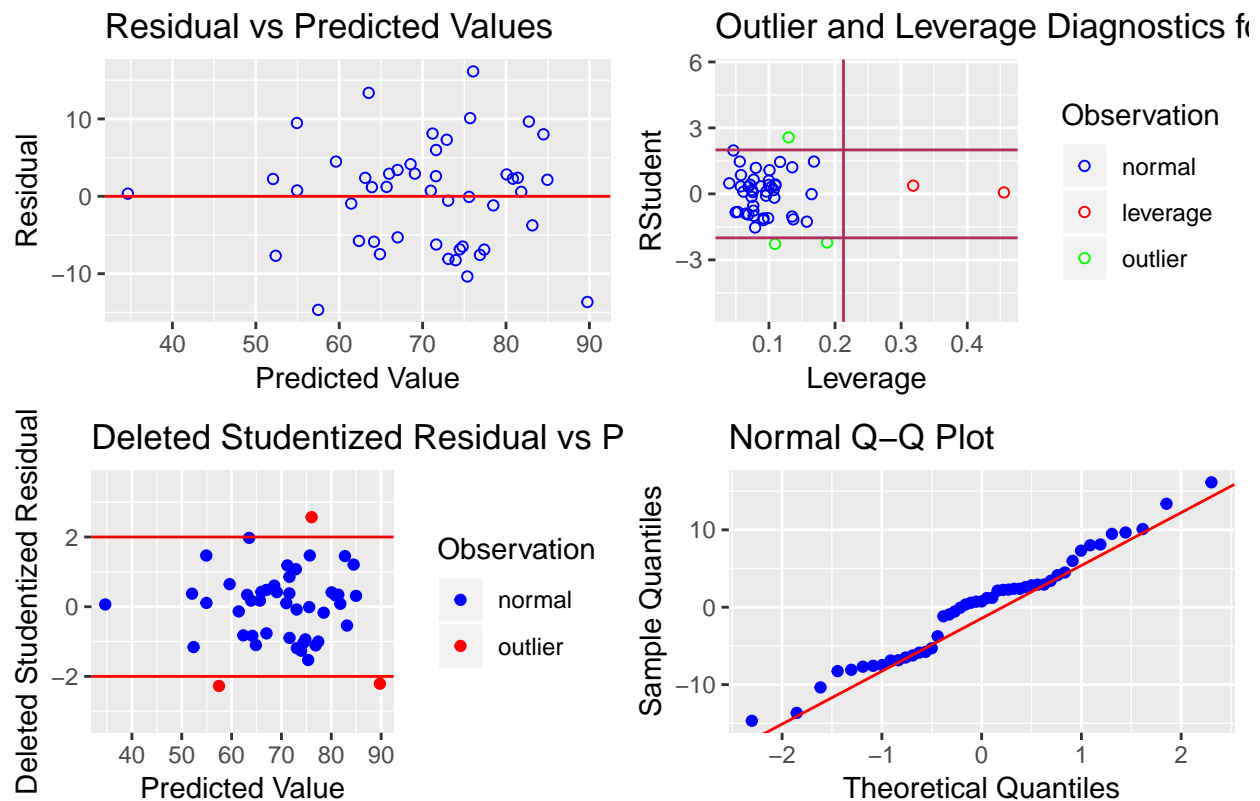 Residual vs Predicted Values
10
0
−10
40
50
60
70
80
90
Residual
Predicted Value
Outlier and Leverage Diagnostics fo
6
3
0
−3
0.1
0.2
0.3
0.4
RStudent
Leverage
Observation
normal
leverage
outlier
Deleted Studentized Residual vs P
2
0
−2
40
50
60
70
80
90
Deleted Studentized Residual
Predicted Value
Observation
normal
outlier
Normal Q−Q Plot
10
0
−10
−2
−1
0
1
2
Sample Quantiles
Theoretical Quantiles